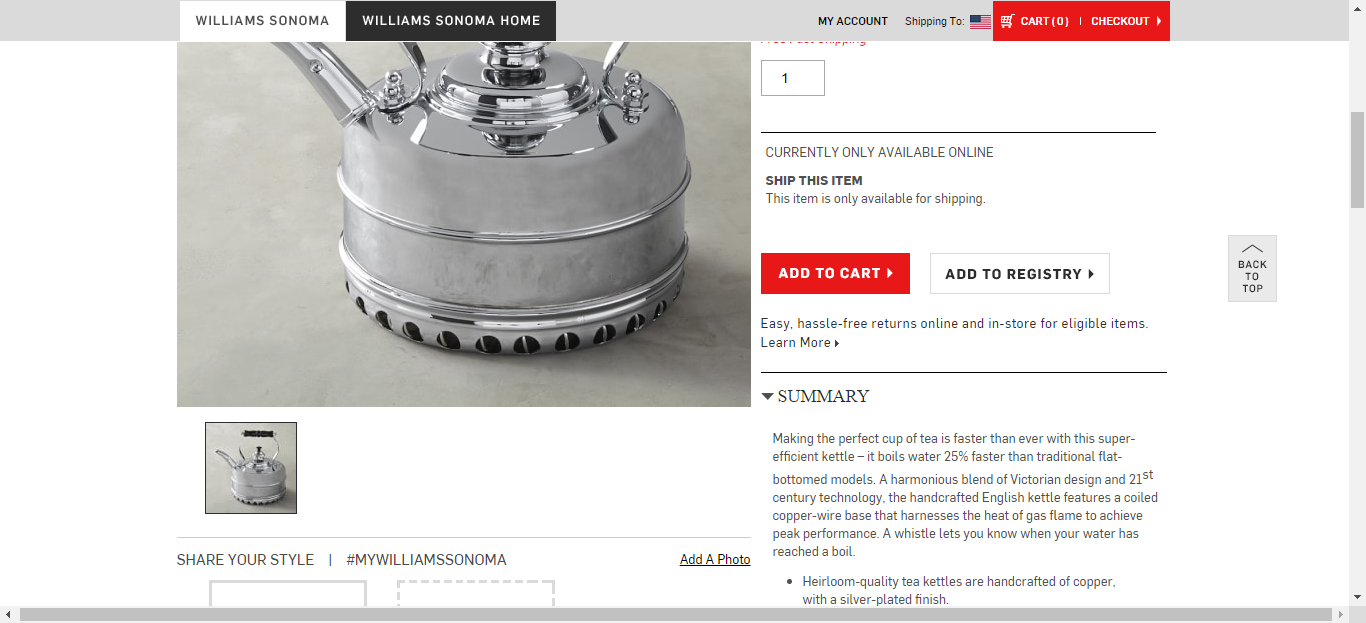 WILLIAMS SONOMA
WILLIAMS SONOMA HOME
MY ACCOUNT
Shipping To:
CART(0) | CHECKOUT
Free Fast Shipping
1
CURRENTLY ONLY AVAILABLE ONLINE
SHIP THIS ITEM
This item is only available for shipping.
ADD TO CART
ADD TO REGISTRY
BACK
TO
TOP
Easy, hassle-free returns online and in-store for eligible items.
Learn More
SUMMARY
Making the perfect cup of tea is faster than ever with this super-
efficient kettle – it boils water 25% faster than traditional flat-
bottomed models. A harmonious blend of Victorian design and 21st
century technology, the handcrafted English kettle features a coiled
copper-wire base that harnesses the heat of gas flame to achieve
peak performance. A whistle lets you know when your water has
reached a boil.
• Heirloom-quality tea kettles are handcrafted of copper,
with a silver-plated finish.
SHARE YOUR STYLE | #MYWILLIAMSSONOMA
Add A Photo